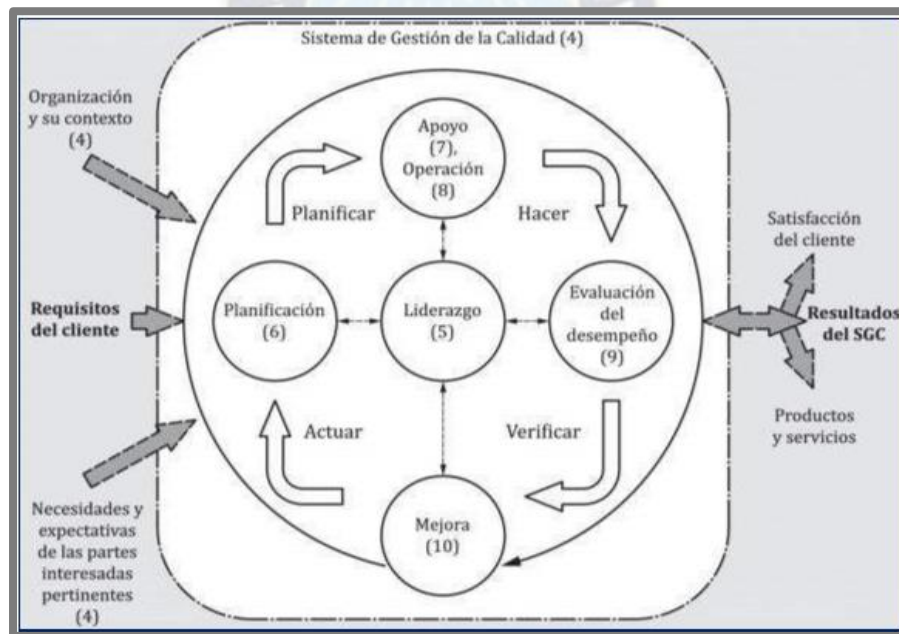 Sistema de Gestión de la Calidad (4)
Organización
y su contexto
(4)
Apoyo
(7),
Operación
(8)
Planificar
Hacer
Satisfacción
del cliente
Requisitos
del cliente
Planificación
(6)
Liderazgo
(5)
Evaluación
del
desempeño
(9)
Resultados
del SGC
Actuar
Verificar
Productos
y servicios
Necesidades y
expectativas
de las partes
interesadas
pertinentes
(4)
Mejora
(10)